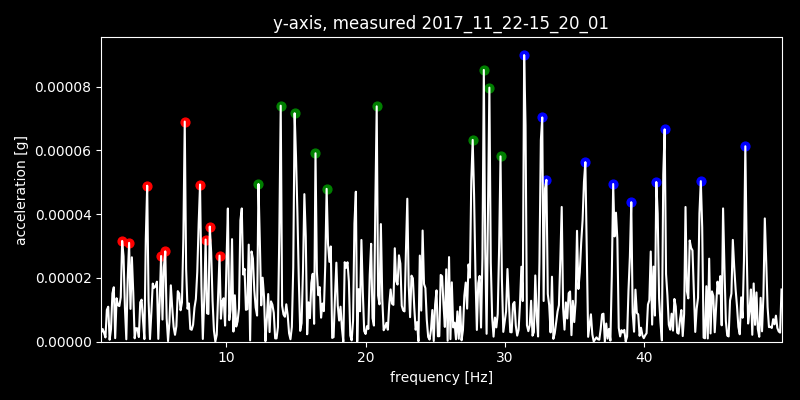 y-axis, measured 2017_11_22-15_20_01
0.00008
0.00006
0.00004
0.00002
0.00000
acceleration [g]
10 20 30 40
frequency [Hz]